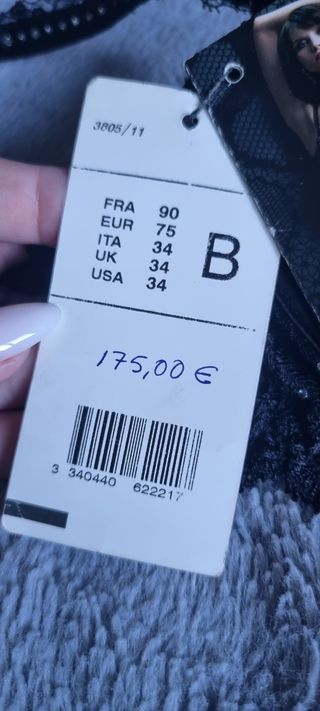 3805/11
FRA 90
EUR 75
ITA 34
UK 34
USA 34
B
175,00 €
3 340440 622217